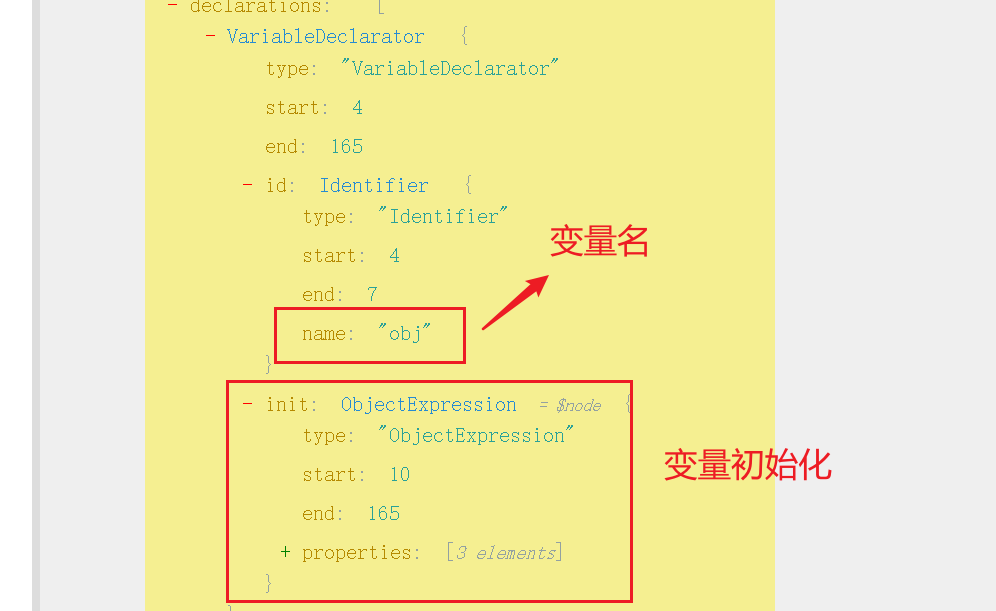 - declarations: [
- VariableDeclarator {
type: "VariableDeclarator"
start: 4
end: 165
- id: Identifier {
type: "Identifier"
变量名
start: 4
end: 7
name: "obj"
}
- init: ObjectExpression = $node {
type: "ObjectExpression"
变量初始化
start: 10
end: 165
+ properties: [3 elements]
}
}